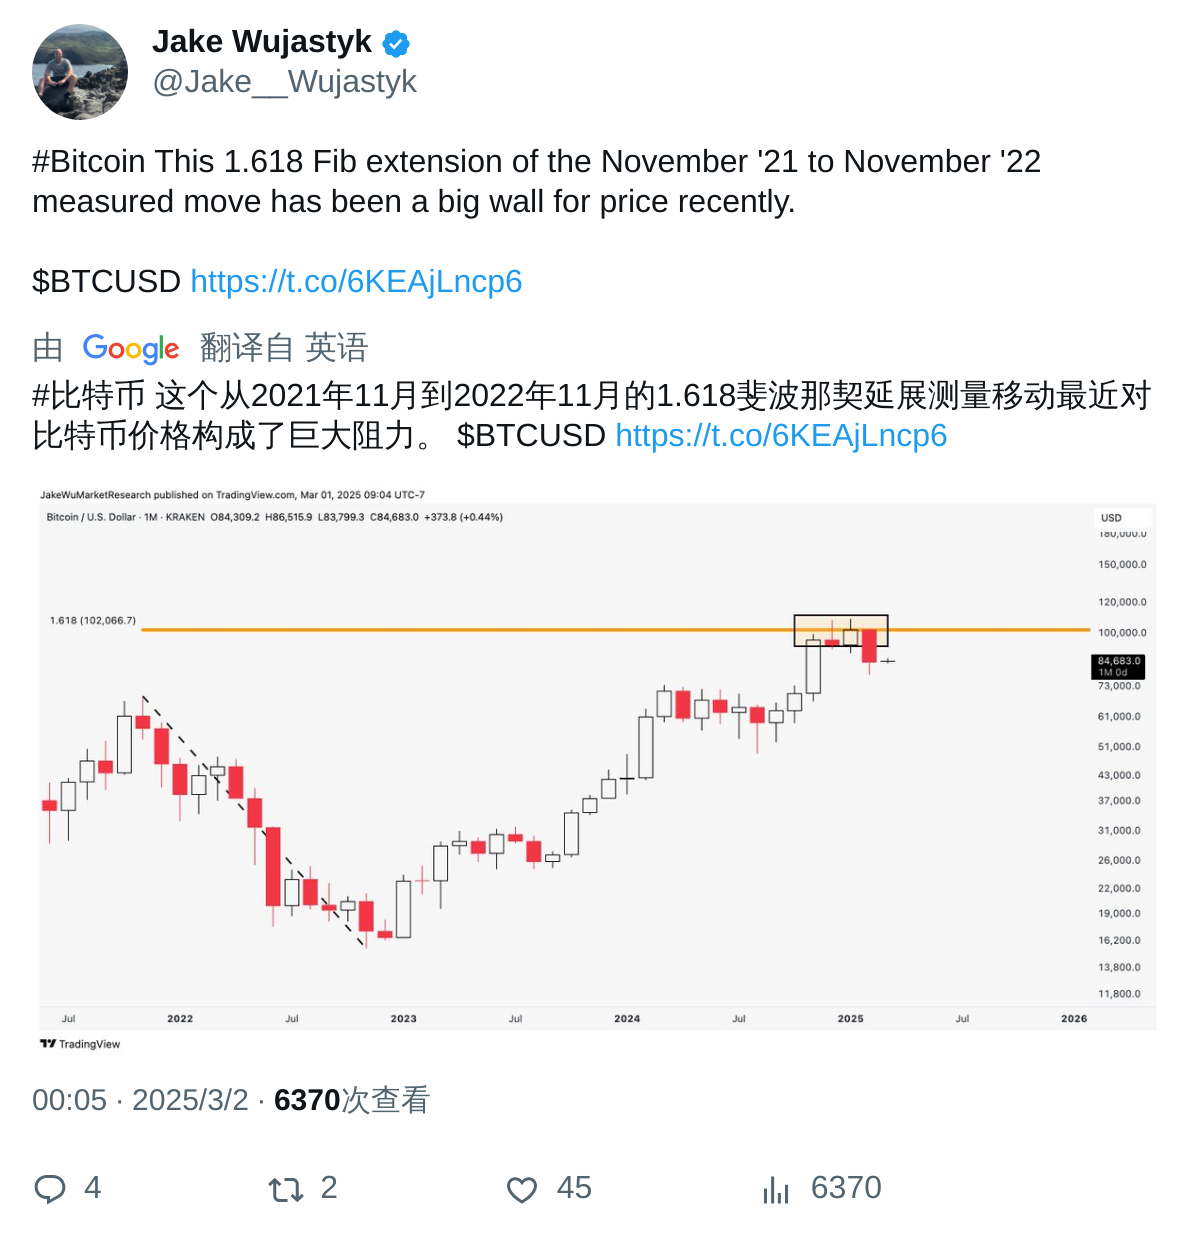 Jake Wujastyk
@Jake__Wujastyk
#Bitcoin This 1.618 Fib extension of the November '21 to November '22
measured move has been a big wall for price recently.
$BTCUSD https://t.co/6KEAjLncp6
由 Google 翻译自 英语
#比特币 这个从2021年11月到2022年11月的1.618斐波那契延展测量移动最近对
比特币价格构成了巨大阻力。 $BTCUSD https://t.co/6KEAjLncp6
JakeWuMarketResearch published on TradingView.com, Mar 01, 2025 09:04 UTC-7
Bitcoin / U.S. Dollar · 1M · KRAKEN O84,309.2 H86,515.9 L83,799.3 C84,683.0 +373.8 (+0.44%)
USD
180,000.0
150,000.0
120,000.0
1.618 (102,066.7)
100,000.0
84,683.0
1M 0d
73,000.0
61,000.0
51,000.0
43,000.0
37,000.0
31,000.0
26,000.0
22,000.0
19,000.0
16,200.0
13,800.0
11,800.0
Jul 2022 Jul 2023 Jul 2024 Jul 2025 Jul 2026
TradingView
00:05 · 2025/3/2 · 6370次查看
4 2 45 6370